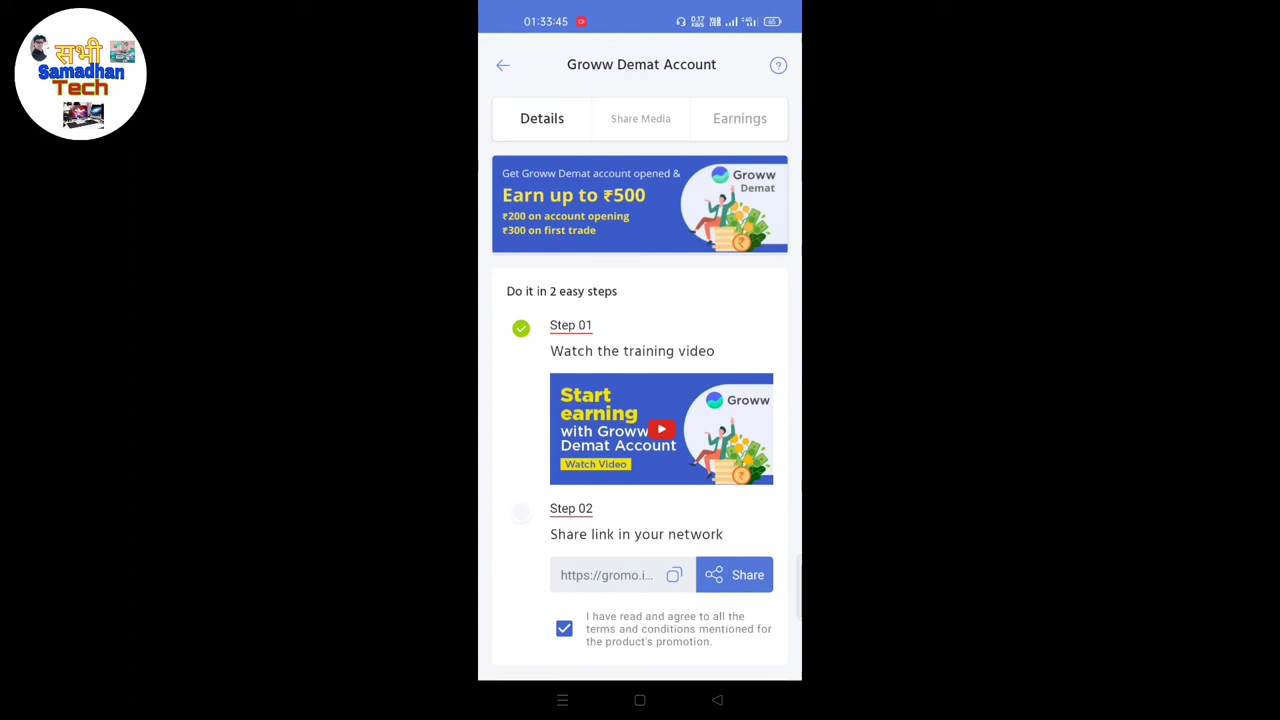 सभी
Samadhan
Tech
01:33:45
0.17
KB/S
65
Groww Demat Account
?
Details
Share Media
Earnings
Get Groww Demat account opened &
Earn up to ₹500
₹200 on account opening
₹300 on first trade
Groww
Demat
Do it in 2 easy steps
Step 01
Watch the training video
Start
earning
with Groww
Demat Account
Watch Video
Groww
Step 02
Share link in your network
https://gromo.i...
Share
I have read and agree to all the
terms and conditions mentioned for
the product's promotion.